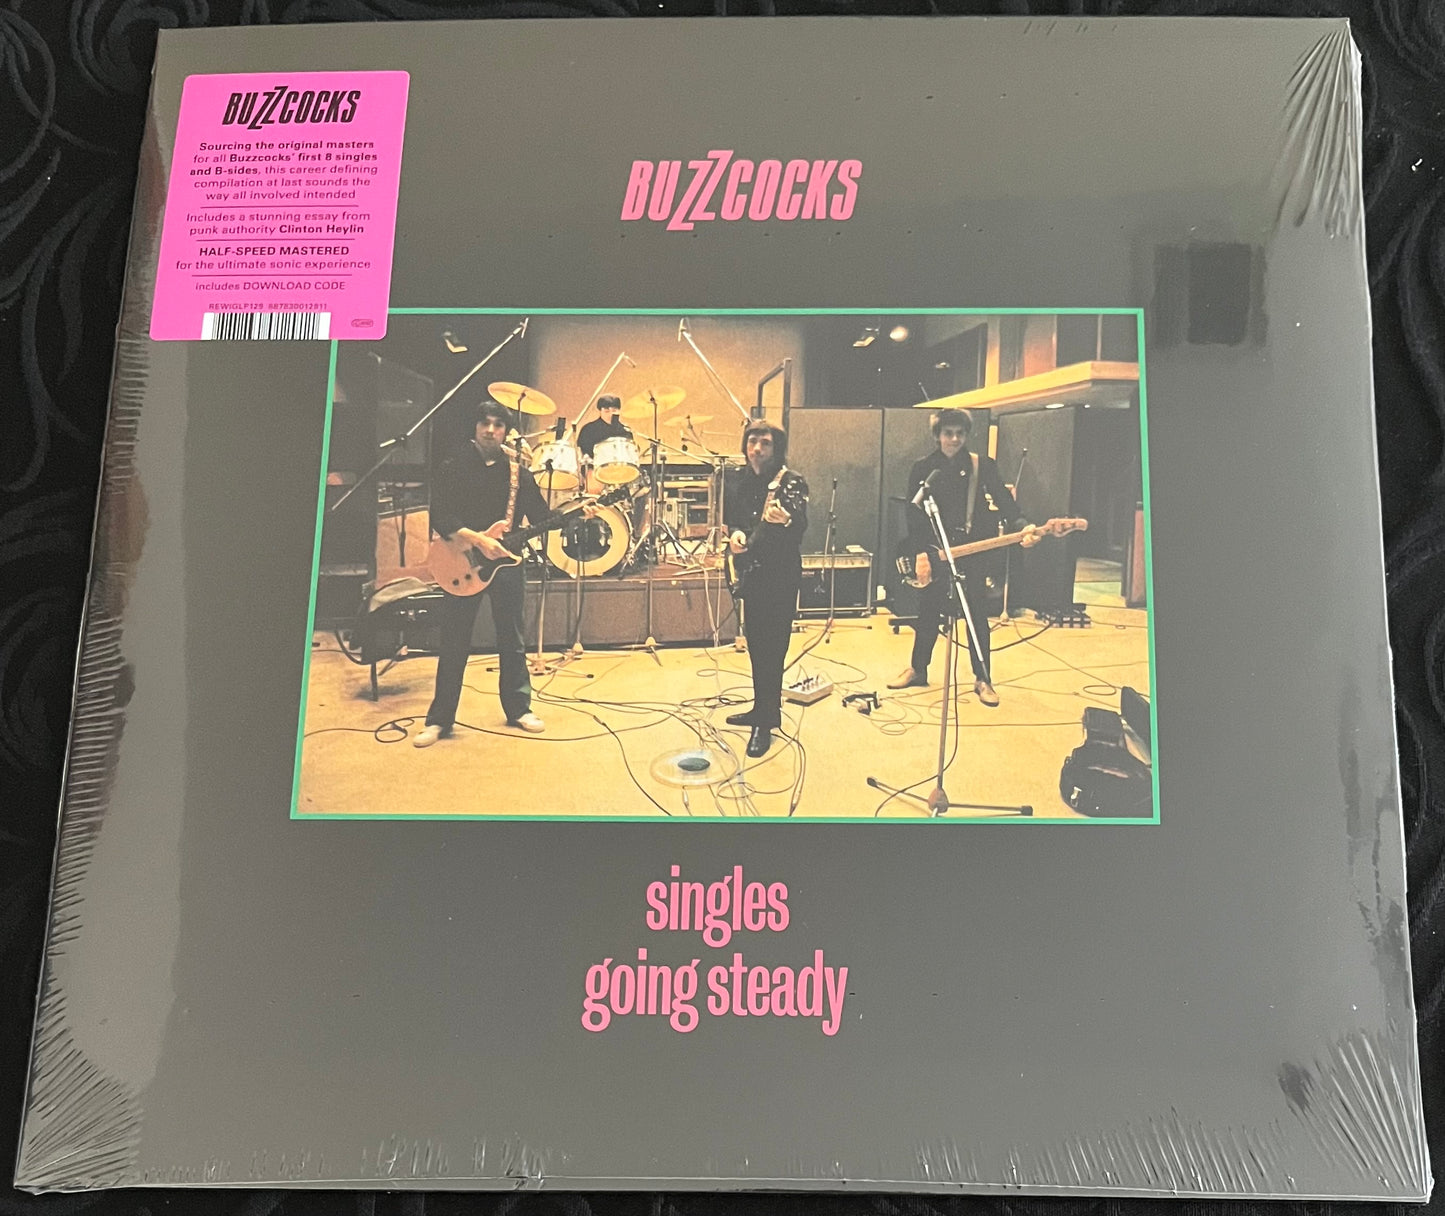 BUZZCOCKS
Sourcing the original masters
for all Buzzcocks' first 8 singles
and B-sides, this career defining
compilation at last sounds the
way all involved intended
Includes a stunning essay from
punk authority Clinton Heylin
HALF-SPEED MASTERED
for the ultimate sonic experience
includes DOWNLOAD CODE
REWIGLP129 887830012911
BUZZCOCKS
singles
going steady